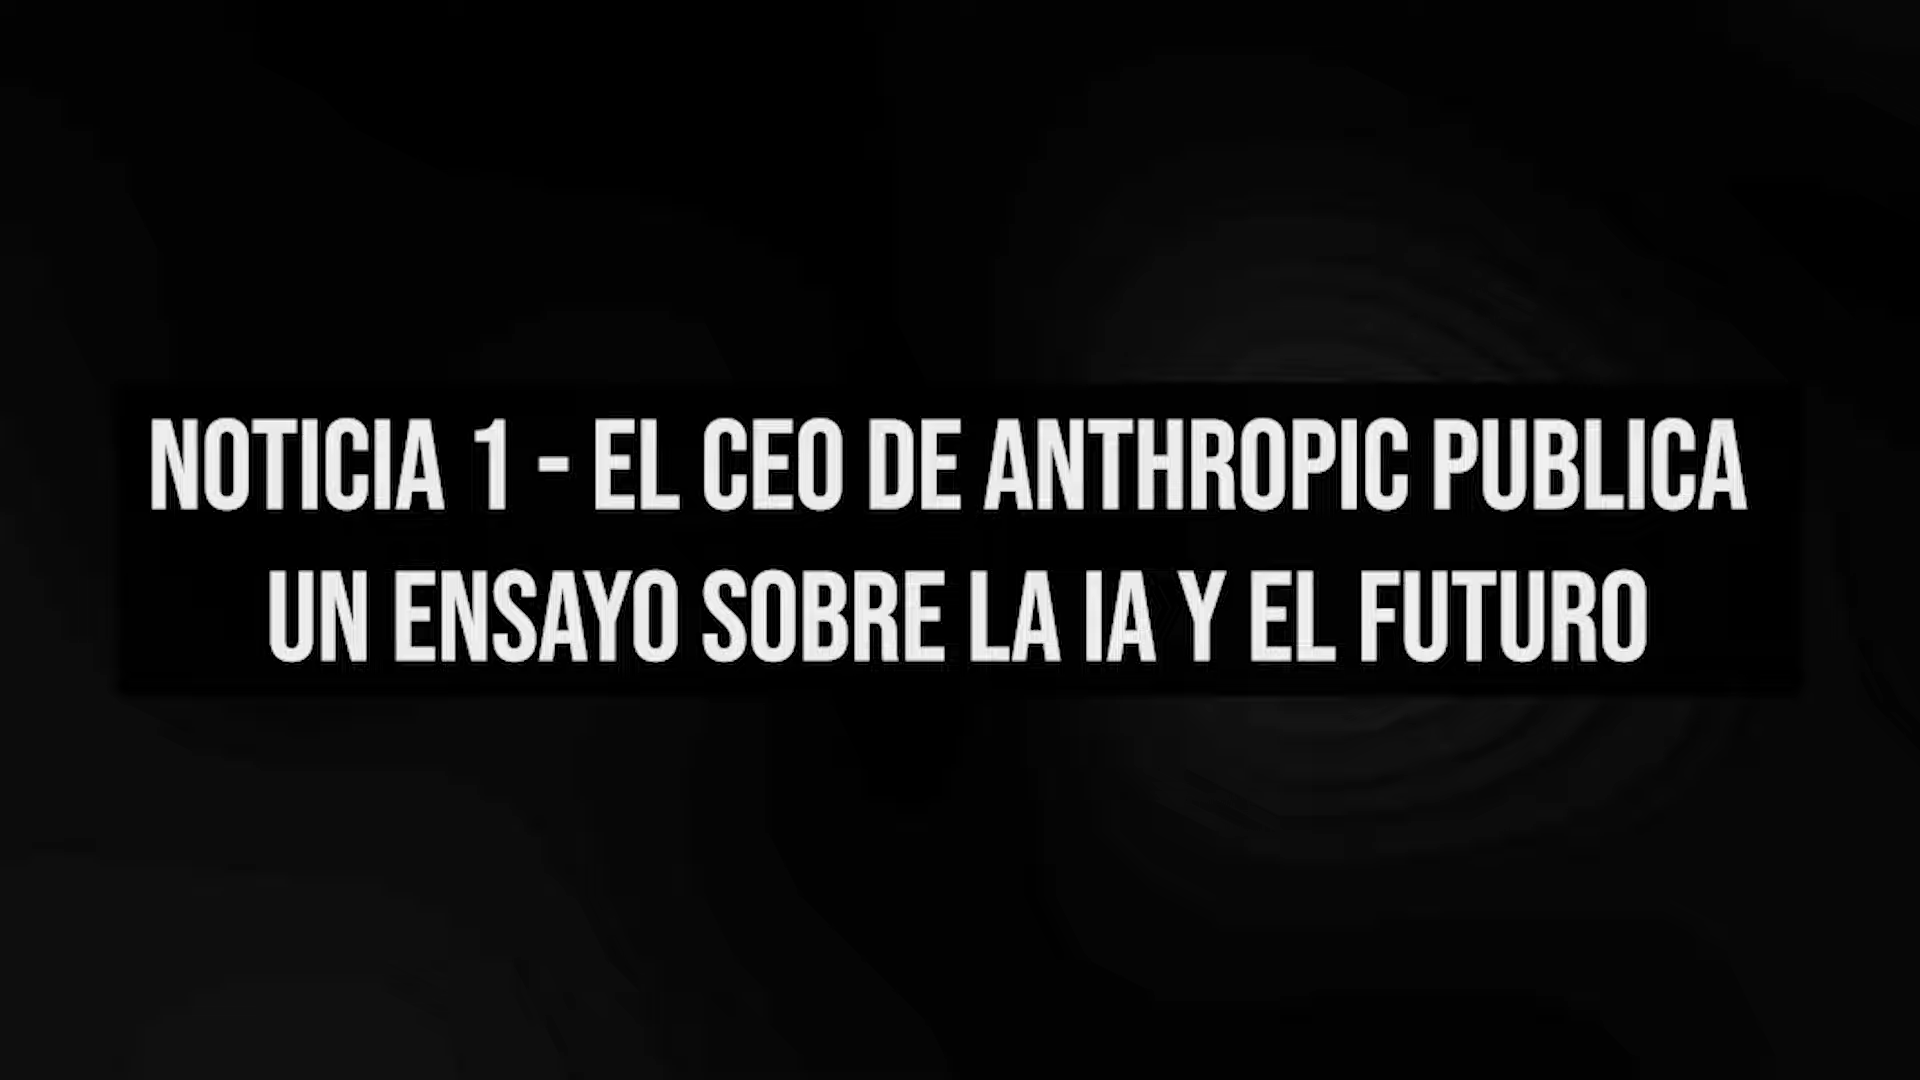 NOTICIA 1 - EL CEO DE ANTHROPIC PUBLICA
UN ENSAYO SOBRE LA IA Y EL FUTURO